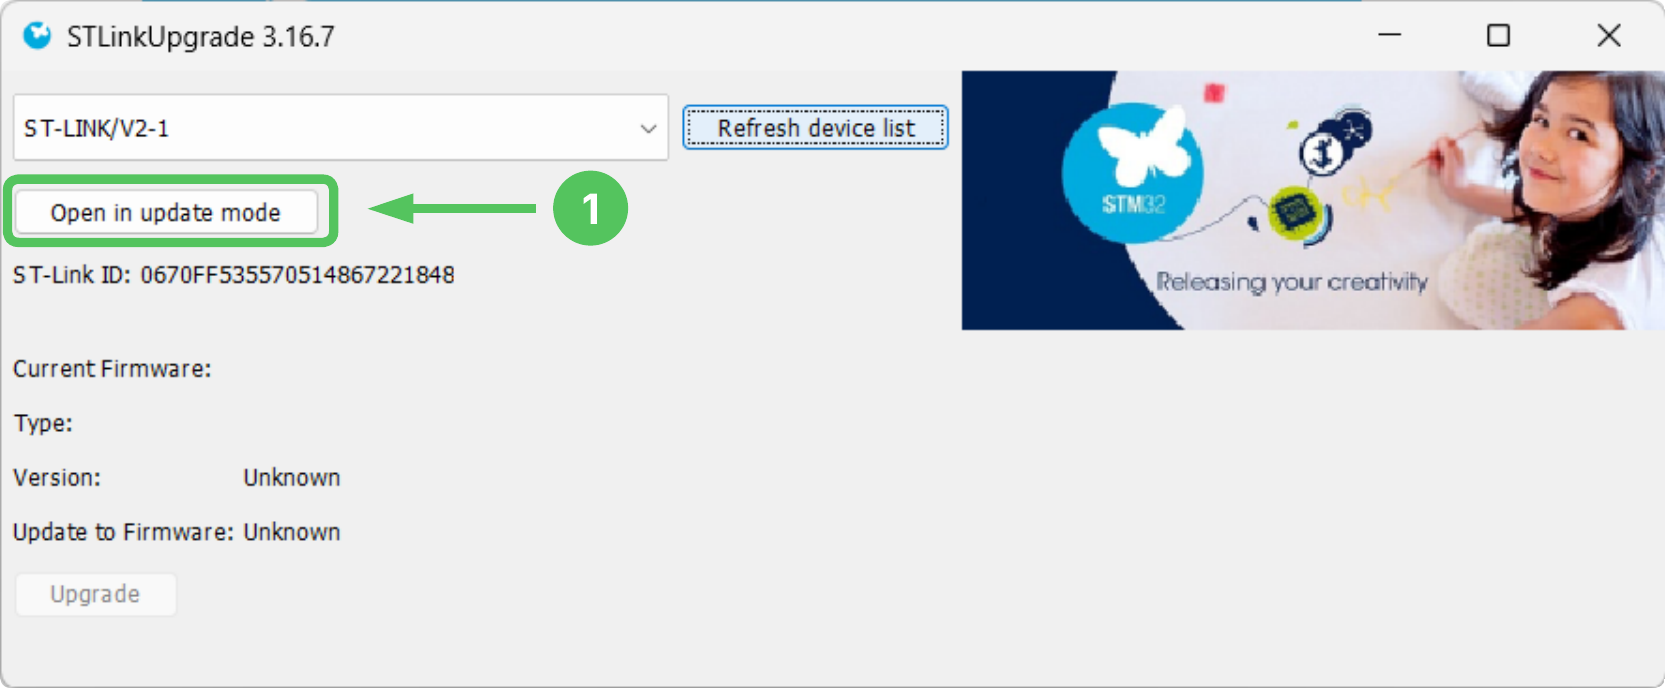 STLinkUpgrade 3.16.7
ST-LINK/V2-1
Refresh device list
Open in update mode
1
ST-Link ID: 0670FF535570514867221848
STM32
Releasing your creativity
Current Firmware:
Type:
Version: Unknown
Update to Firmware: Unknown
Upgrade